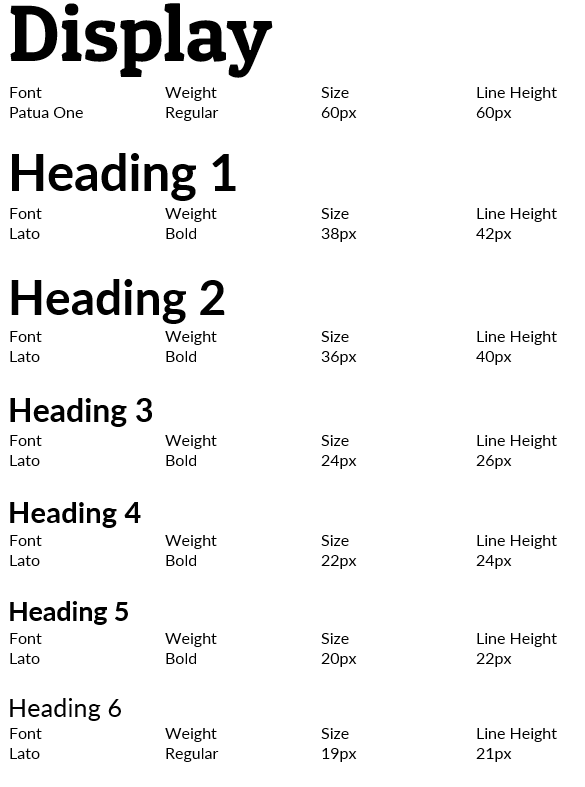 Display
Font Weight Size Line Height
Patua One Regular 60px 60px
Heading 1
Font Weight Size Line Height
Lato Bold 38px 42px
Heading 2
Font Weight Size Line Height
Lato Bold 36px 40px
Heading 3
Font Weight Size Line Height
Lato Bold 24px 26px
Heading 4
Font Weight Size Line Height
Lato Bold 22px 24px
Heading 5
Font Weight Size Line Height
Lato Bold 20px 22px
Heading 6
Font Weight Size Line Height
Lato Regular 19px 21px